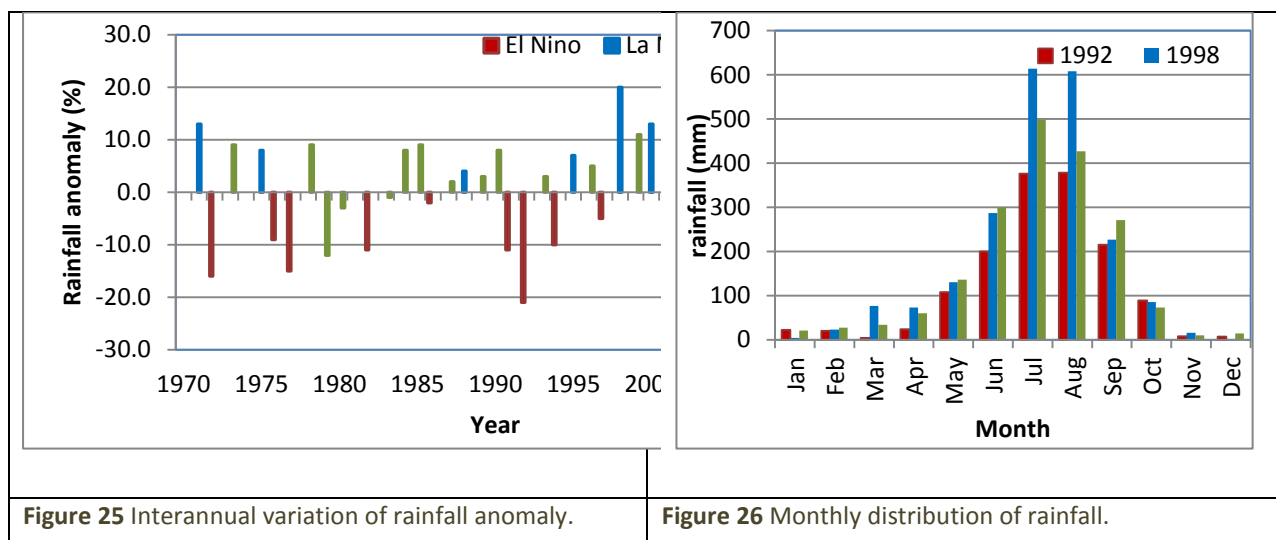 El Nino La N
30.0
20.0
10.0
0.0
-10.0
-20.0
-30.0
Rainfall anomaly (%)
1970 1975 1980 1985 1990 1995 200
Year
1992 1998
700
600
500
400
300
200
100
0
rainfall (mm)
Jan Feb Mar Apr May Jun Jul Aug Sep Oct Nov Dec
Month
Figure 25 Interannual variation of rainfall anomaly.
Figure 26 Monthly distribution of rainfall.